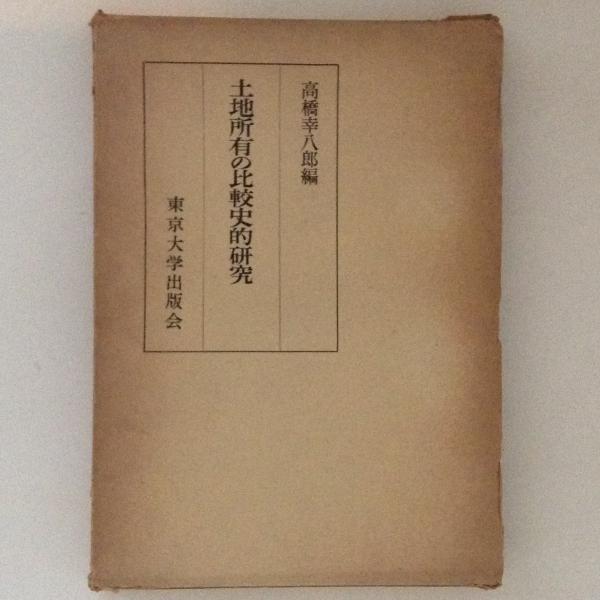 高橋幸八郎編
土地所有の比較史的研究
東京大学出版会